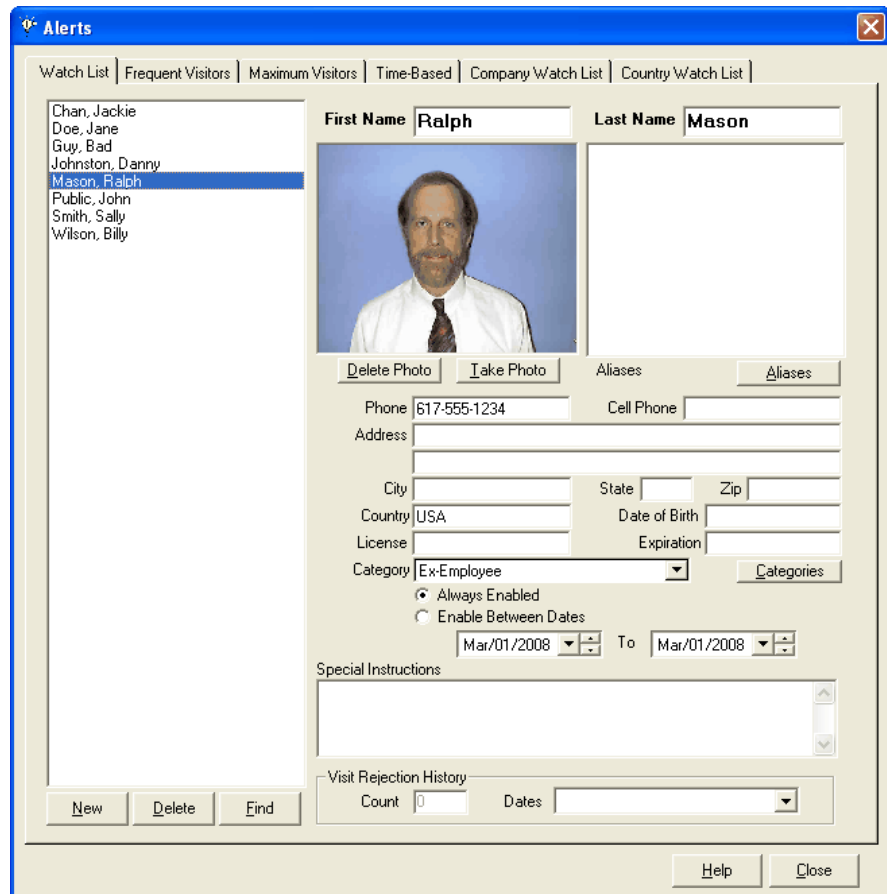 Alerts
Watch List Frequent Visitors Maximum Visitors Time-Based Company Watch List Country Watch List
Chan, Jackie
Doe, Jane
Guy, Bad
Johnston, Danny
Mason, Ralph
Public, John
Smith, Sally
Wilson, Billy
New Delete Find
First Name Ralph Last Name Mason
Delete Photo Take Photo Aliases Aliases
Phone 617-555-1234 Cell Phone
Address
City State Zip
Country USA Date of Birth
License Expiration
Category Ex-Employee Categories
Always Enabled
Enable Between Dates
Mar/01/2008 To Mar/01/2008
Special Instructions
Visit Rejection History
Count 0 Dates
Help Close